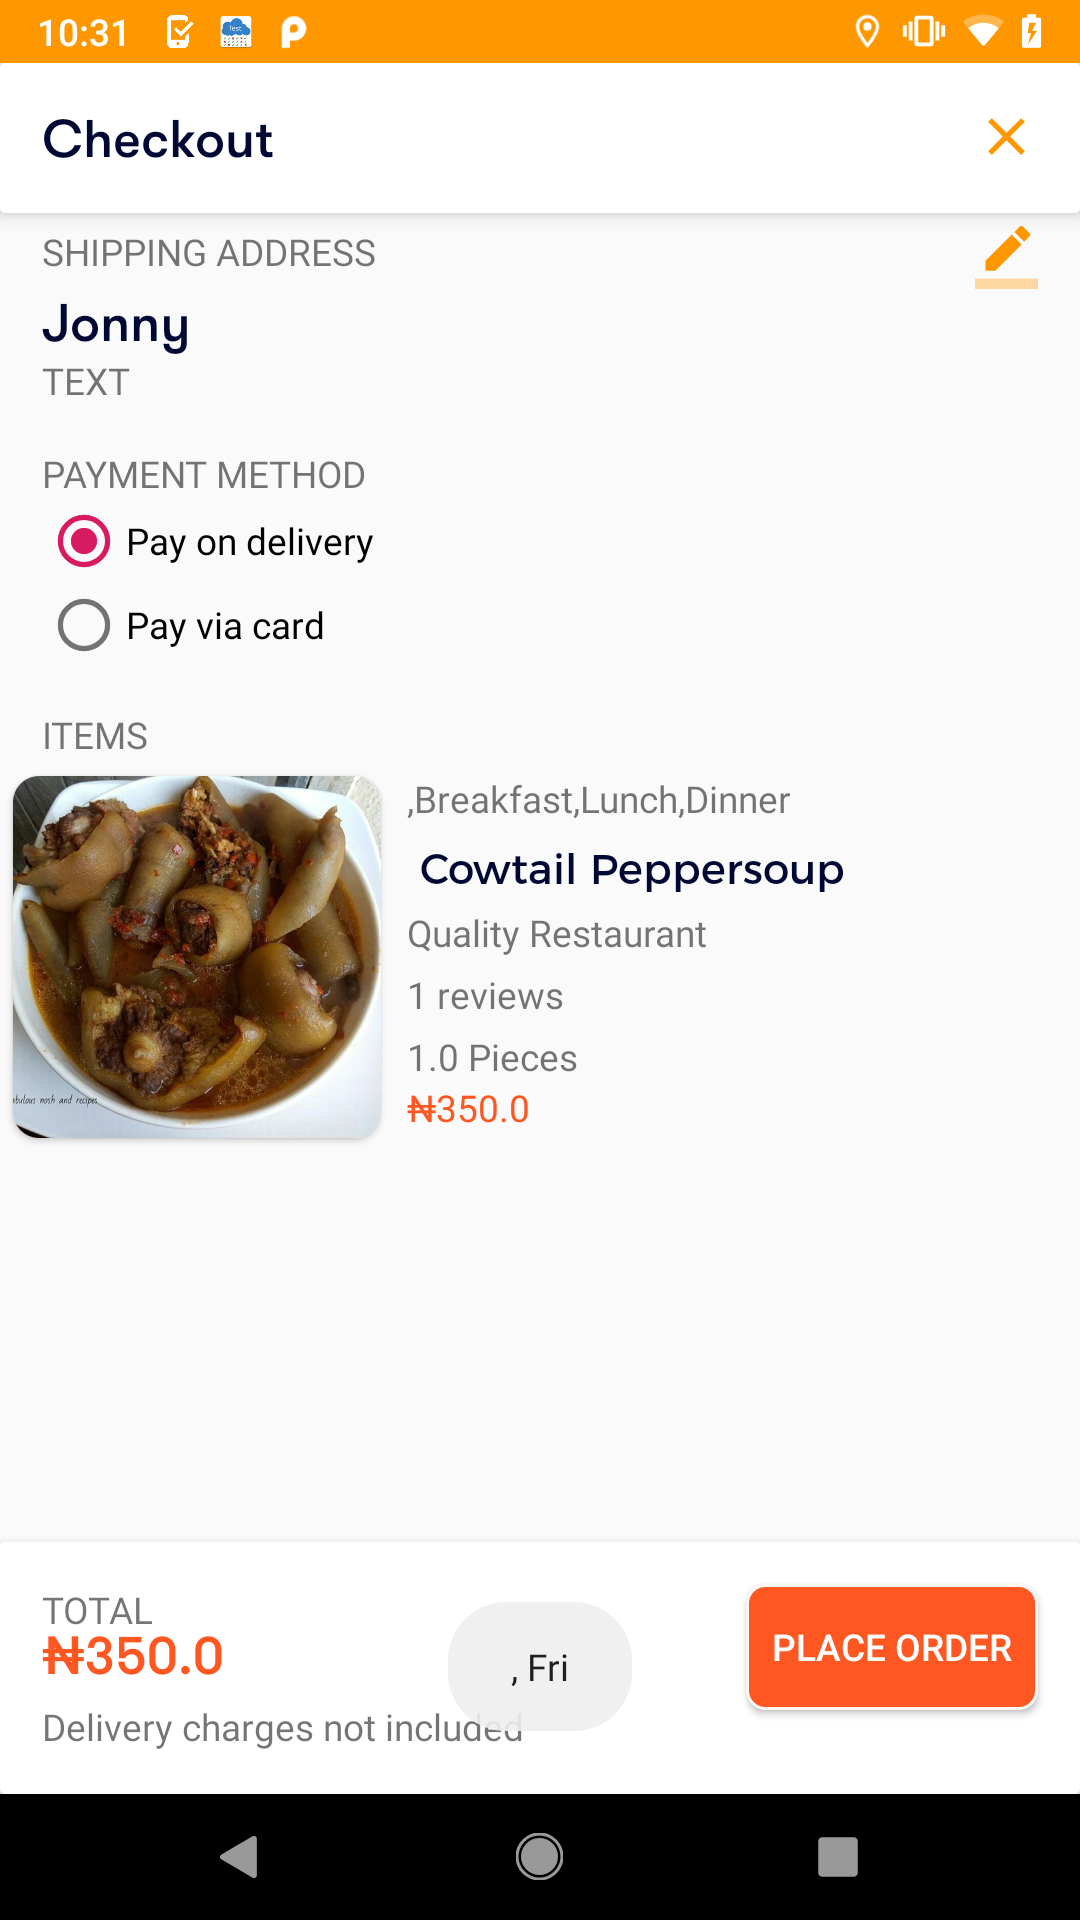 10:31
Test
Checkout
SHIPPING ADDRESS
Jonny
TEXT
PAYMENT METHOD
Pay on delivery
Pay via card
ITEMS
,Breakfast,Lunch,Dinner
Cowtail Peppersoup
Quality Restaurant
1 reviews
1.0 Pieces
₦350.0
nosh and recipes
TOTAL
₦350.0
, Fri
PLACE ORDER
Delivery charges not included